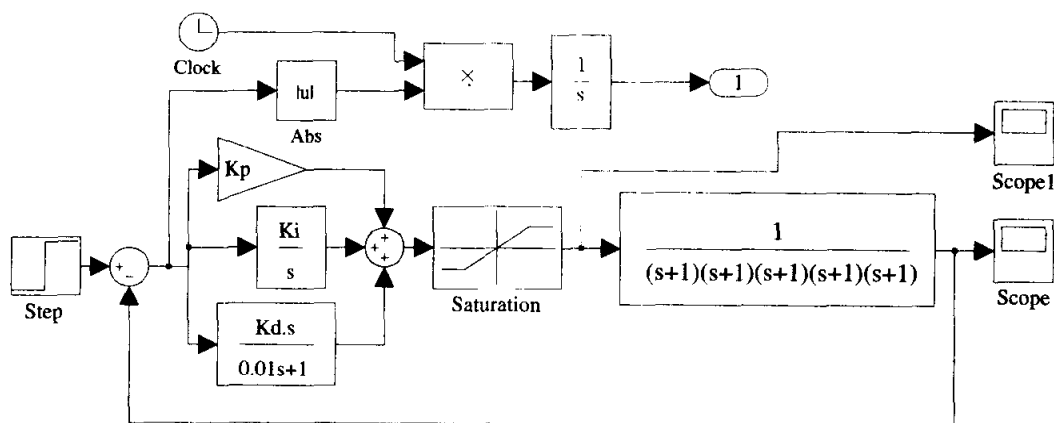 Clock
|u|
Abs
×
1
s
1
Scope1
Kp
Ki
s
Kd.s
0.01s+1
Step
+
−
+
+
+
Saturation
1
(s+1)(s+1)(s+1)(s+1)(s+1)
Scope